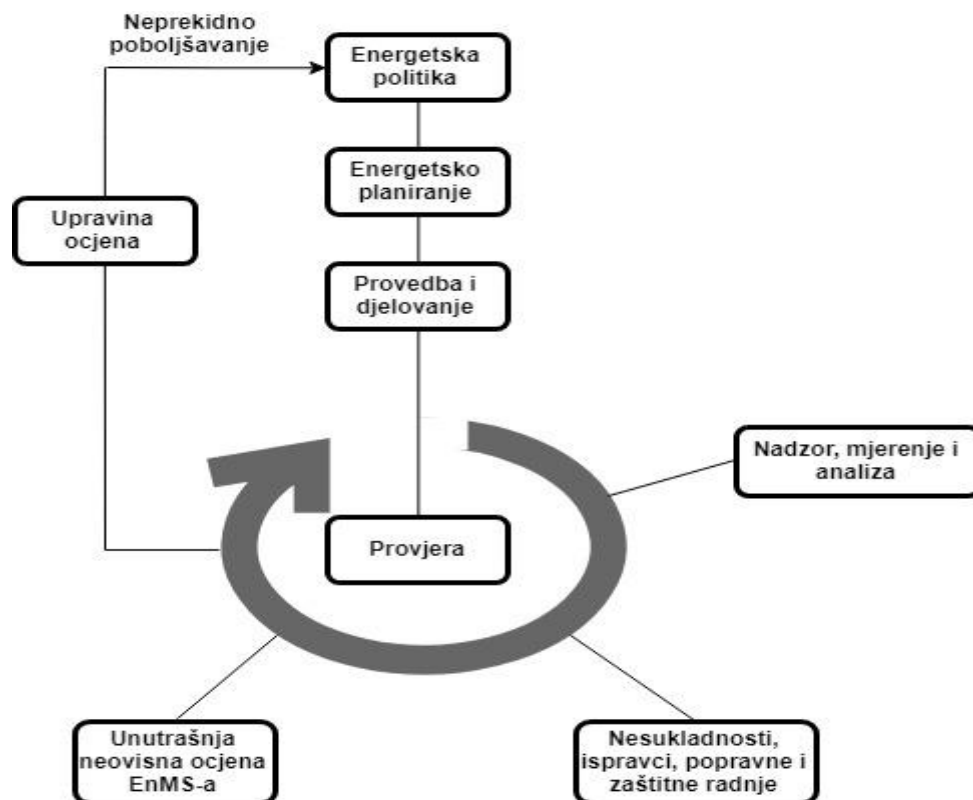 Neprekidno
poboljšavanje
Energetska
politika
Energetsko
planiranje
Upravina
ocjena
Provedba i
djelovanje
Nadzor, mjerenje i
analiza
Provjera
Unutrašnja
neovisna ocjena
EnMS-a
Nesukladnosti,
ispravci, popravne i
zaštitne radnje